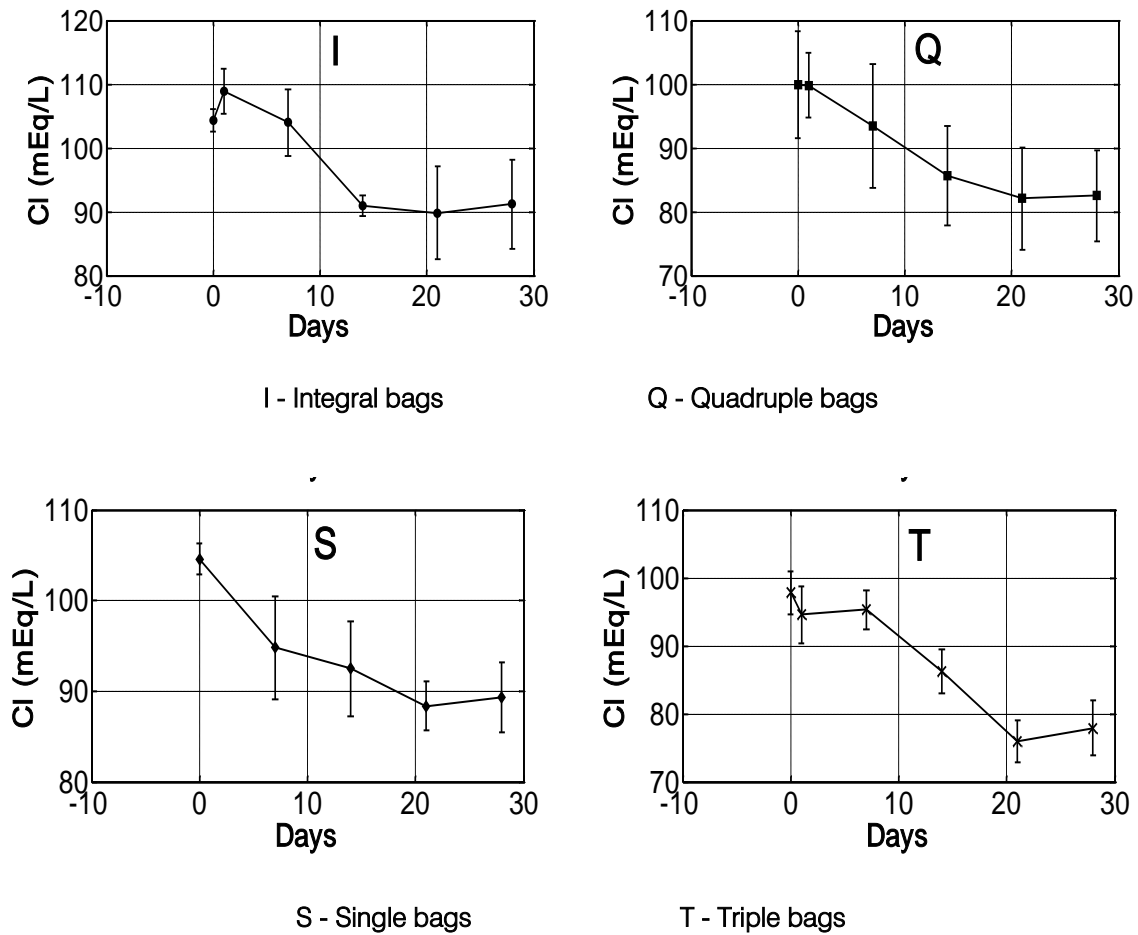 I
Cl (mEq/L)
120
110
100
90
80
-10 0 10 20 30
Days
Q
Cl (mEq/L)
110
100
90
80
70
-10 0 10 20 30
Days
I - Integral bags
Q - Quadruple bags
S
Cl (mEq/L)
110
100
90
80
-10 0 10 20 30
Days
T
Cl (mEq/L)
110
100
90
80
70
-10 0 10 20 30
Days
S - Single bags
T - Triple bags